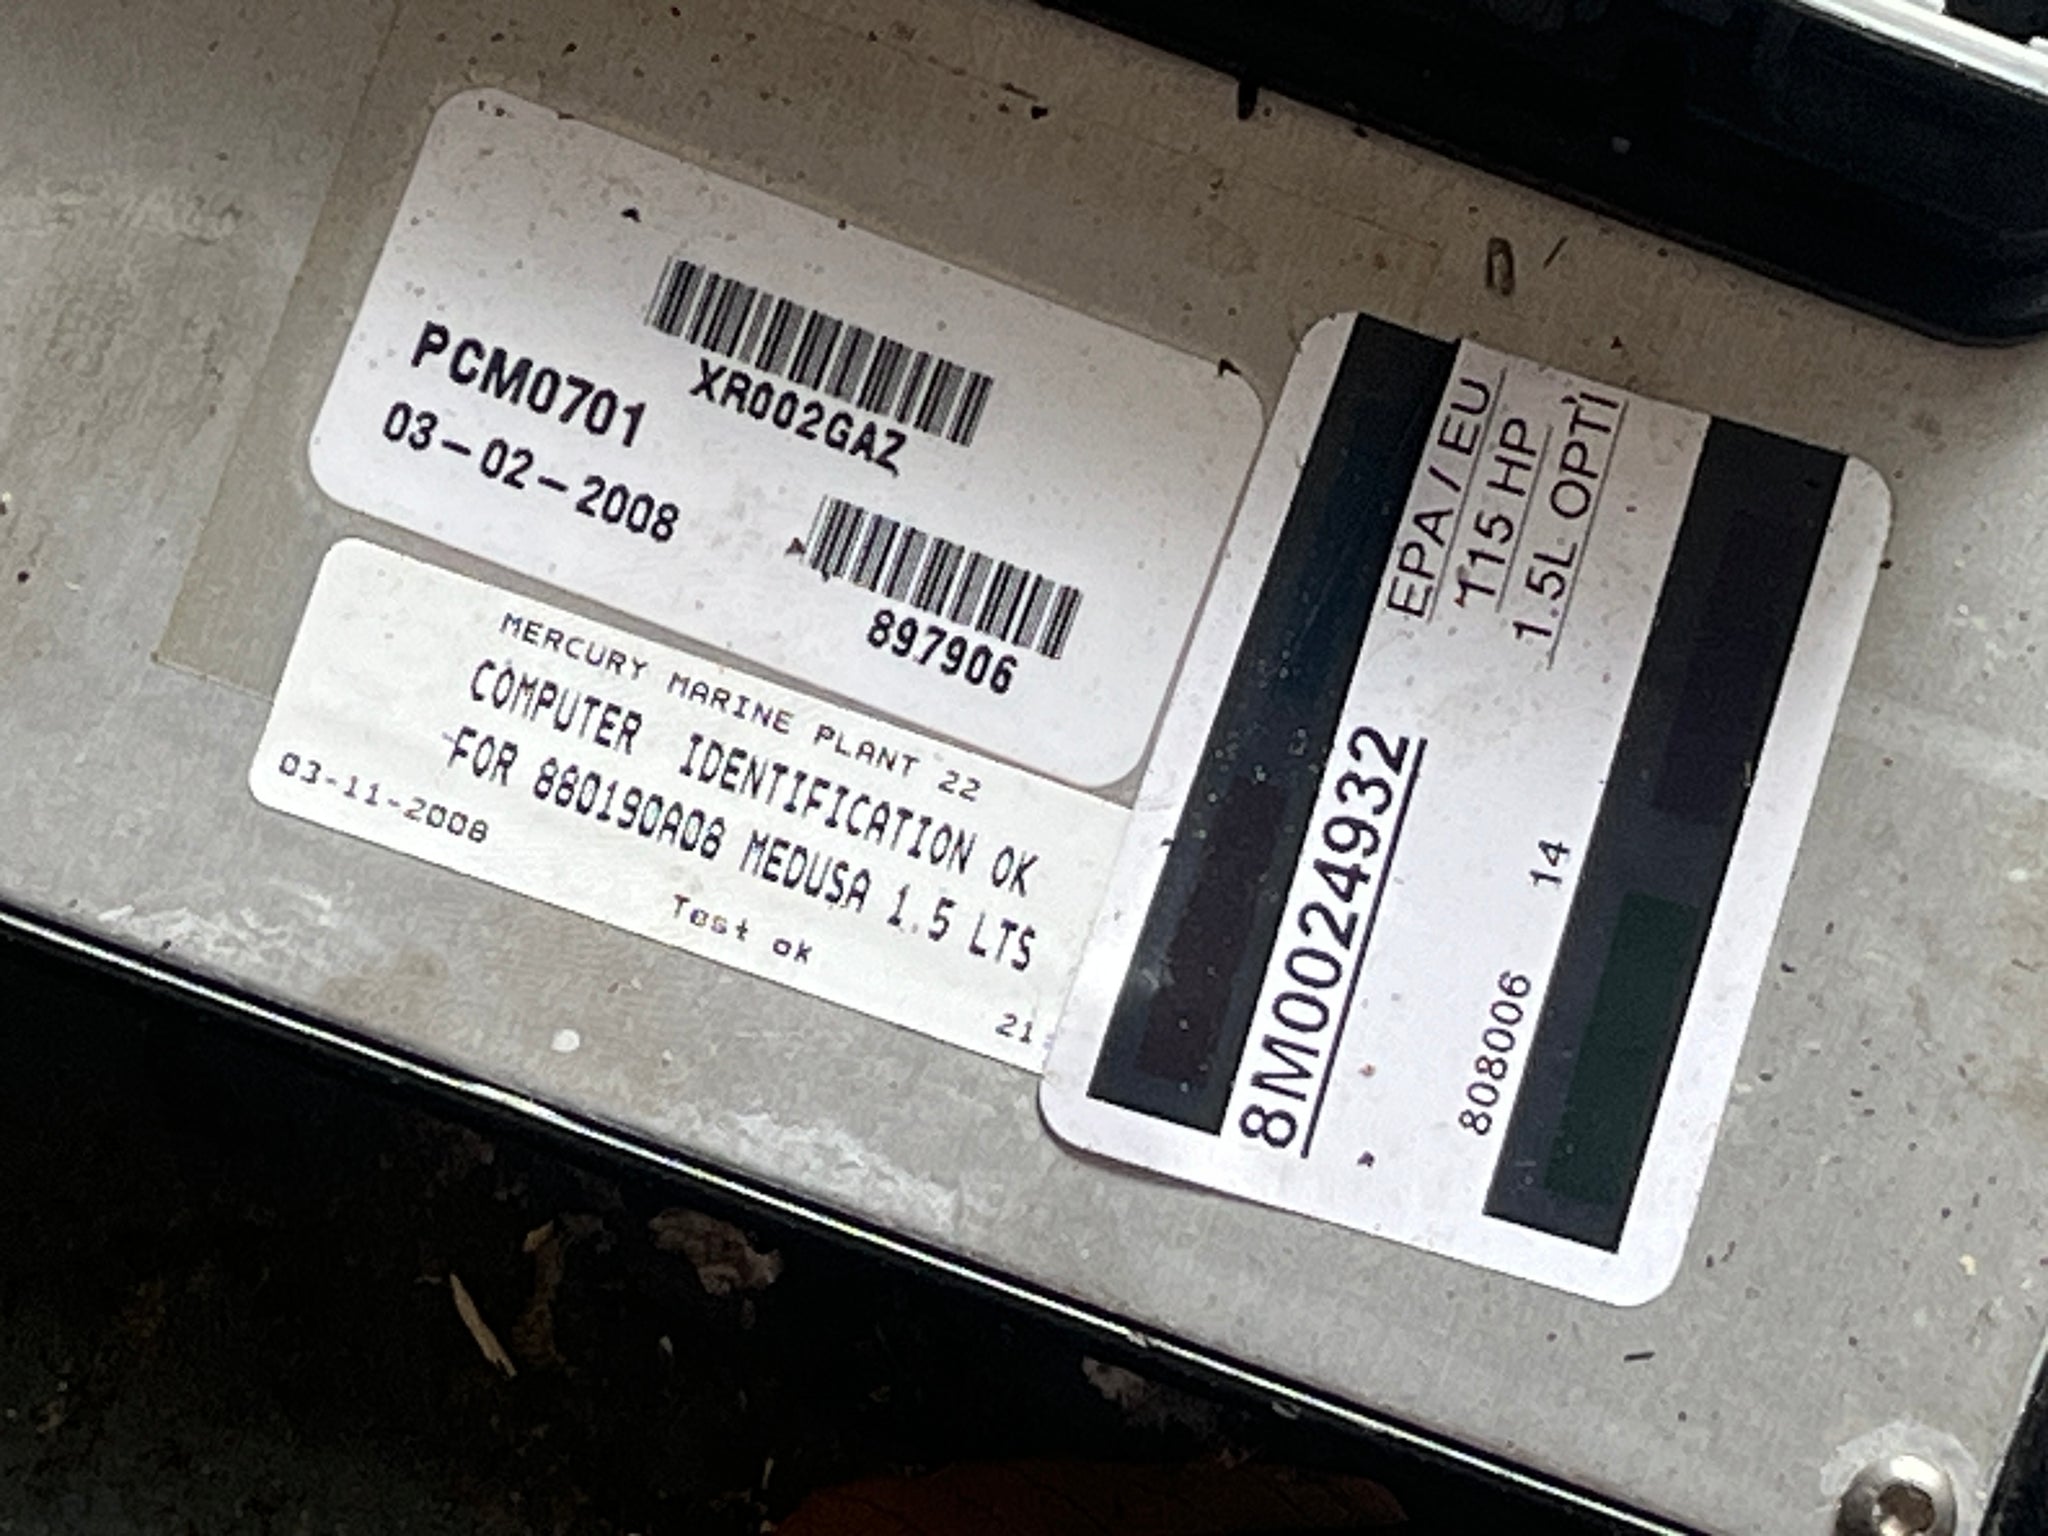 XR002GAZ
PCM0701
03-02-2008
897906
MERCURY MARINE PLANT 22
COMPUTER IDENTIFICATION OK
FOR 880190A08 MEDUSA 1.5 LTS
03-11-2008
Test ok
21
8M0024932
EPA / EU
115 HP
1.5L OPTI
808006 14